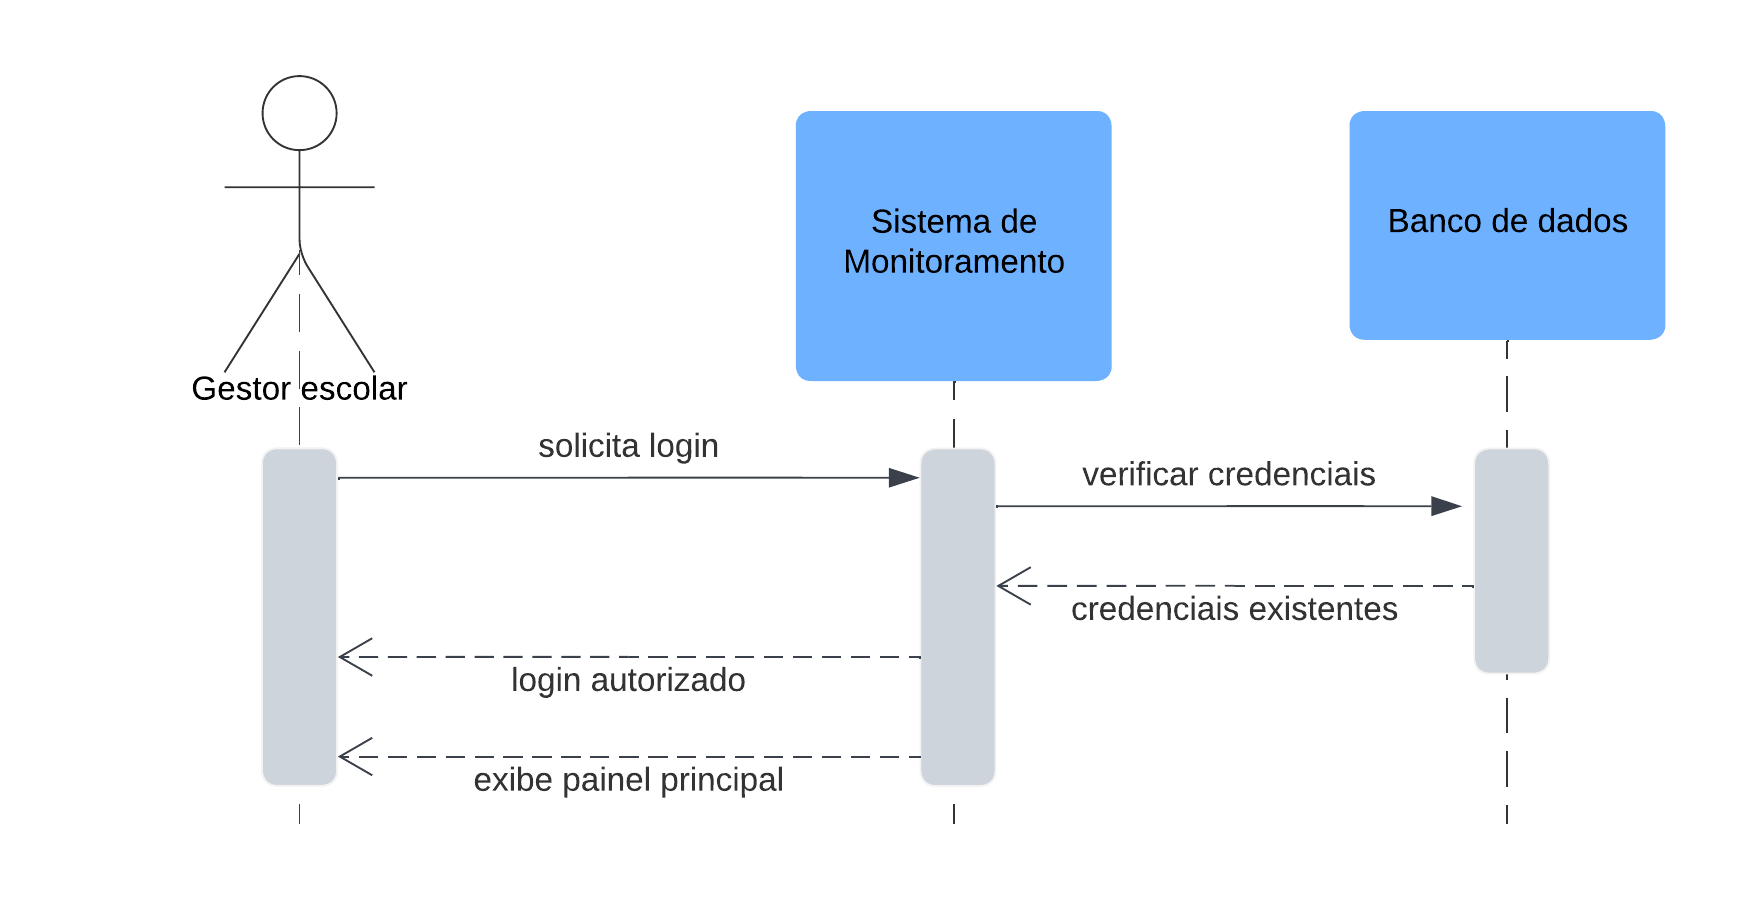 Sistema de
Monitoramento
Banco de dados
Gestor escolar
solicita login
verificar credenciais
credenciais existentes
login autorizado
exibe painel principal